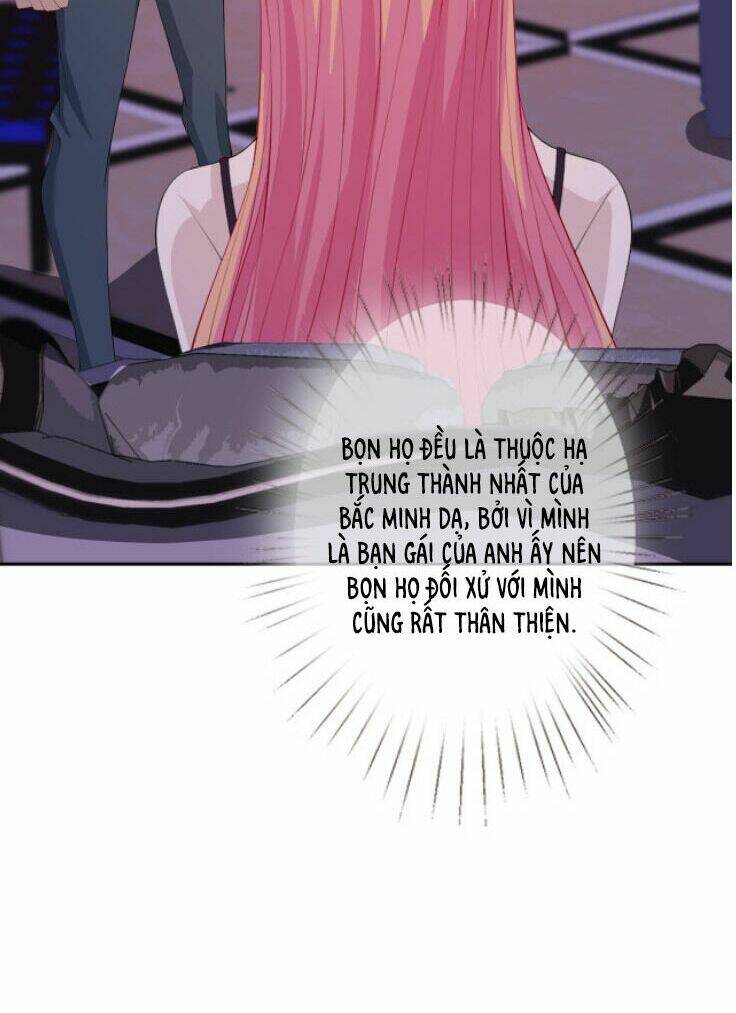 BỌN HỌ ĐỀU LÀ THUỘC HẠ
TRUNG THÀNH NHẤT CỦA
BẮC MINH DẠ, BỞI VÌ MÌNH
LÀ BẠN GÁI CỦA ANH ẤY NÊN
BỌN HỌ ĐỐI XỬ VỚI MÌNH
CŨNG RẤT THÂN THIỆN.